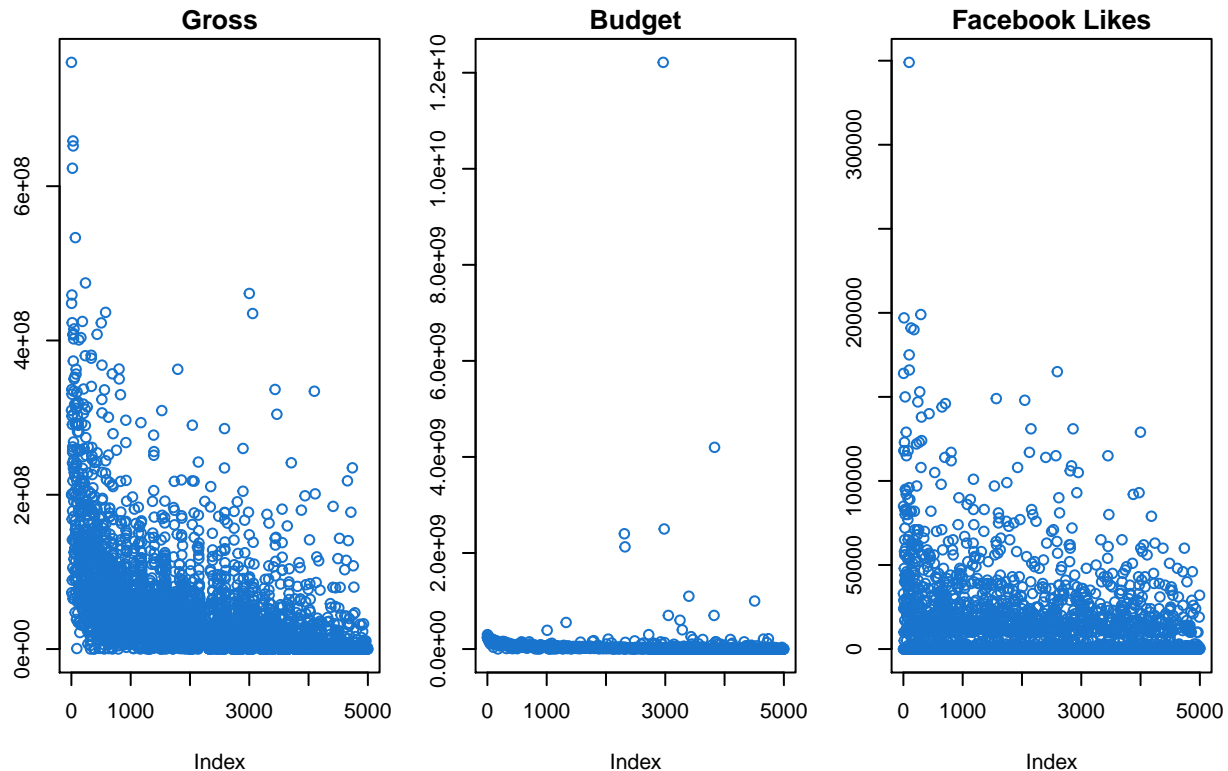 Gross
0e+00
2e+08
4e+08
6e+08
0
1000
3000
5000
Index
Budget
0.0e+00
2.0e+09
4.0e+09
6.0e+09
8.0e+09
1.0e+10
1.2e+10
0
1000
3000
5000
Index
Facebook Likes
0
50000
100000
200000
300000
0
1000
3000
5000
Index